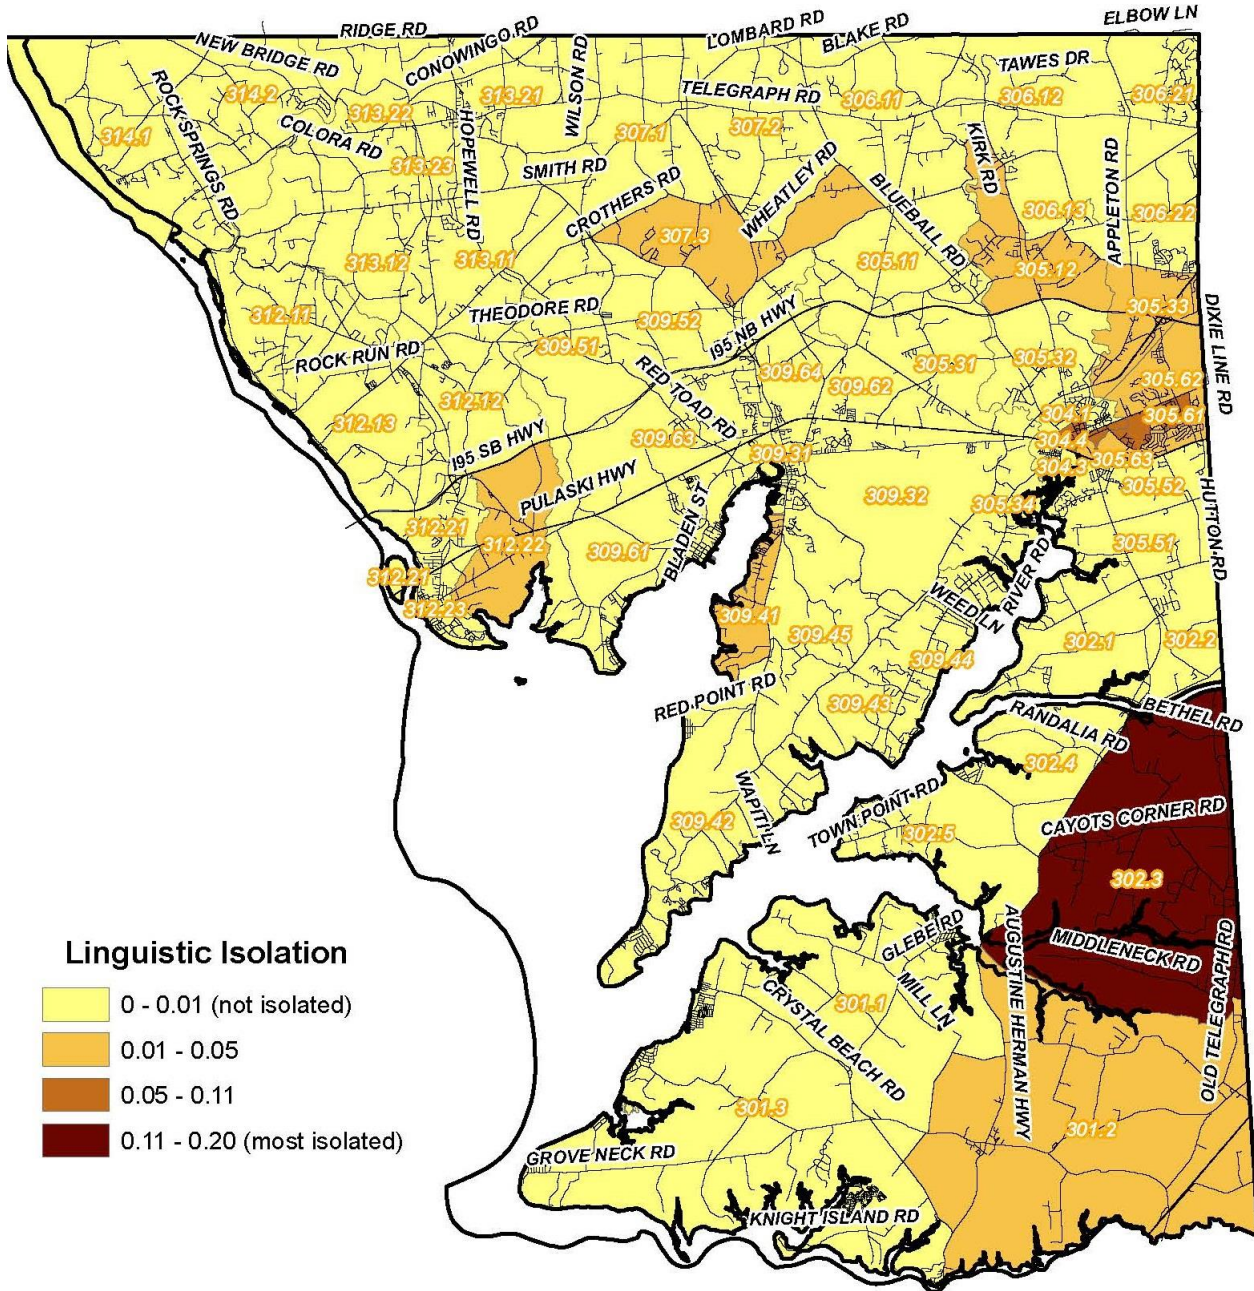 ELBOW LN
RIDGE RD
LOMBARD RD
BLAKE RD
NEW BRIDGE RD
CONOWINGO RD
WILSON RD
TAWES DR
ROCK SPRINGS RD
314.2
313.22
313.21
TELEGRAPH RD
306.11
306.12
306.21
314.1
COLORA RD
HOPEWELL RD
307.1
307.2
KIRK RD
APPLETON RD
313.23
SMITH RD
CROTHERS RD
WHEATLEY RD
BLUEBALL RD
306.13
306.22
307.3
313.12
313.11
305.11
305.12
305.33
DIXIE LINE RD
312.11
THEODORE RD
309.52
I95 NB HWY
309.51
ROCK RUN RD
RED TOAD RD
309.64
309.62
305.31
305.32
305.62
312.12
304.1
305.61
312.13
I95 SB HWY
309.63
309.31
304.4
304.3
305.63
PULASKI HWY
BLADEN ST
309.32
305.34
305.52
HUTTON RD
312.21
312.22
309.61
305.51
RIVER RD
312.21
WEED LN
312.23
309.41
309.45
309.44
302.1
302.2
RED POINT RD
309.43
BETHEL RD
RANDALIA RD
302.4
WAPITI LN
TOWN POINT RD
309.42
302.5
CAYOTS CORNER RD
302.3
GLEBE RD
AUGUSTINE HERMAN HWY
MIDDLENECK RD
OLD TELEGRAPH RD
CRYSTAL BEACH RD
301.1
MILL LN
301.3
301.2
GROVE NECK RD
KNIGHT ISLAND RD
Linguistic Isolation
0 - 0.01 (not isolated)
0.01 - 0.05
0.05 - 0.11
0.11 - 0.20 (most isolated)